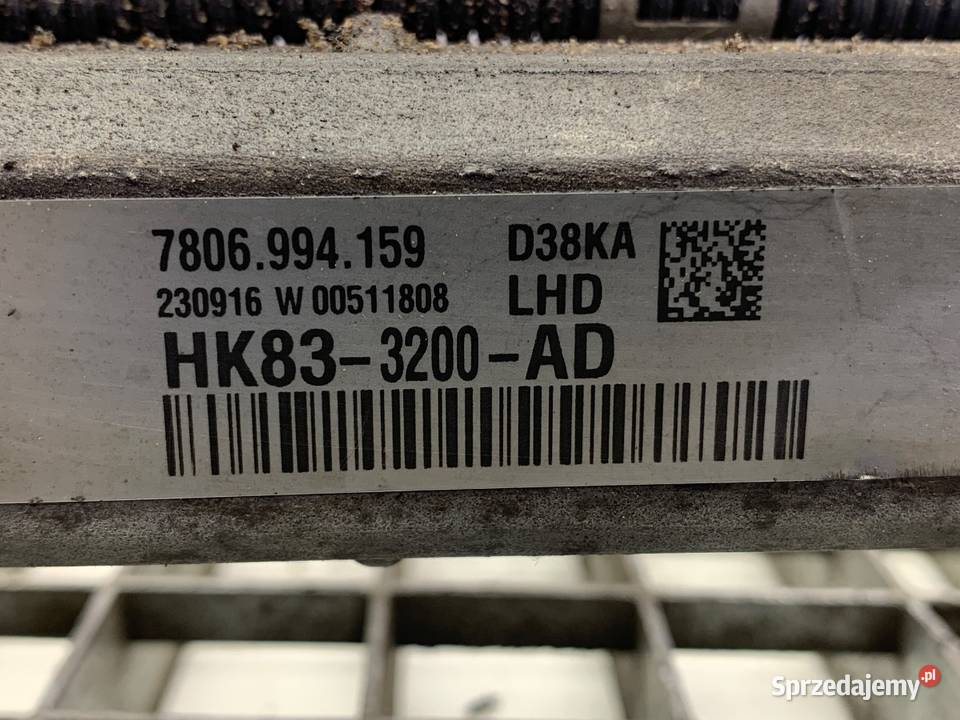 7806.994.159 D38KA
230916 W 00511808 LHD
HK83-3200-AD
Sprzedajemy.pl